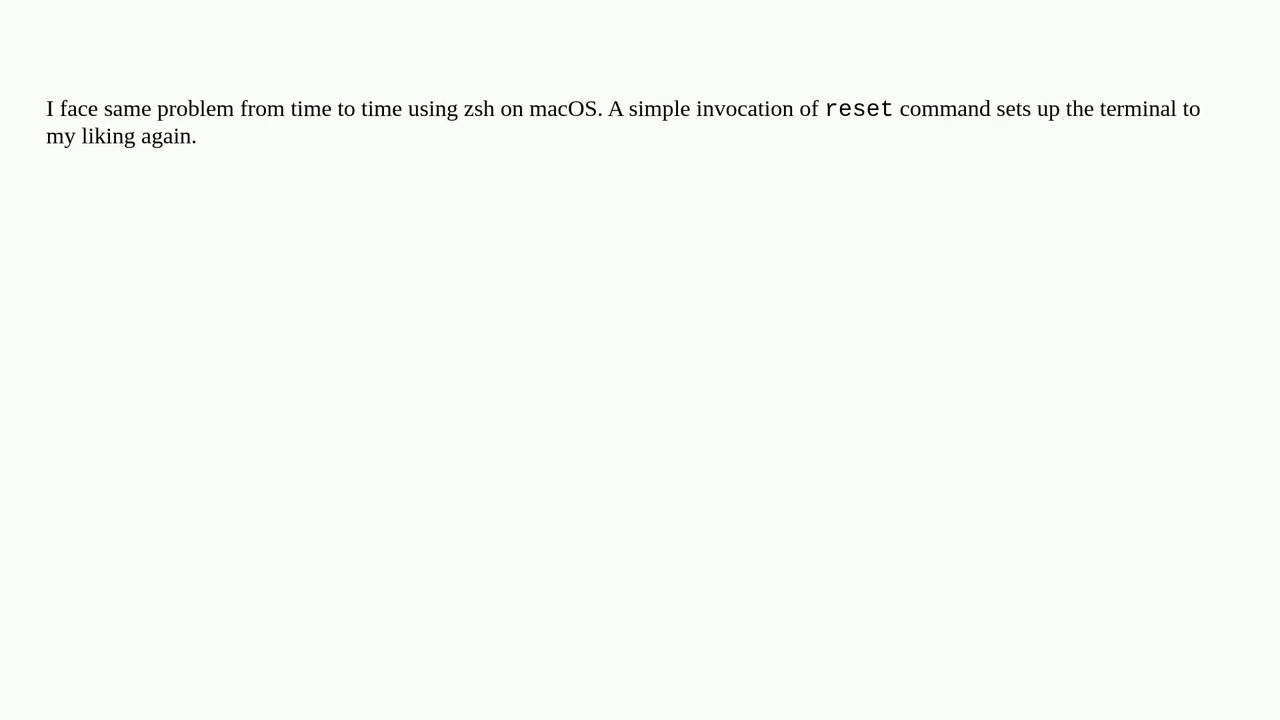 I face same problem from time to time using zsh on macOS. A simple invocation of reset command sets up the terminal to
my liking again.